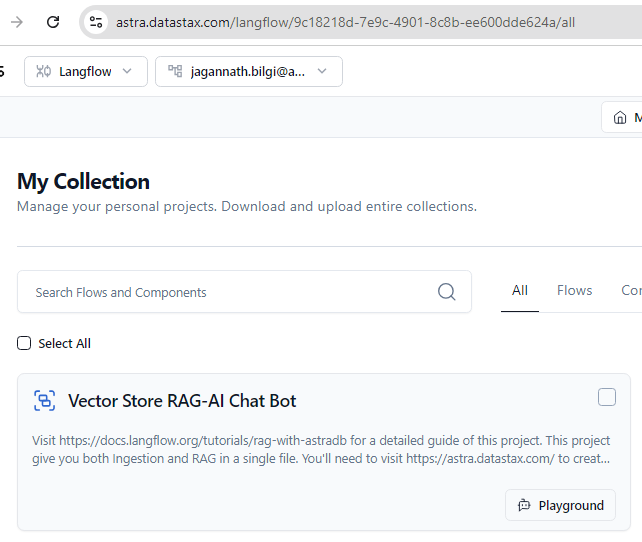 astra.datastax.com/langflow/9c18218d-7e9c-4901-8c8b-ee600dde624a/all
Langflow jagannath.bilgi@a...
My Collection
Manage your personal projects. Download and upload entire collections.
Search Flows and Components All Flows
Select All
Vector Store RAG-AI Chat Bot
Visit https://docs.langflow.org/tutorials/rag-with-astradb for a detailed guide of this project. This project
give you both Ingestion and RAG in a single file. You'll need to visit https://astra.datastax.com/ to creat...
Playground